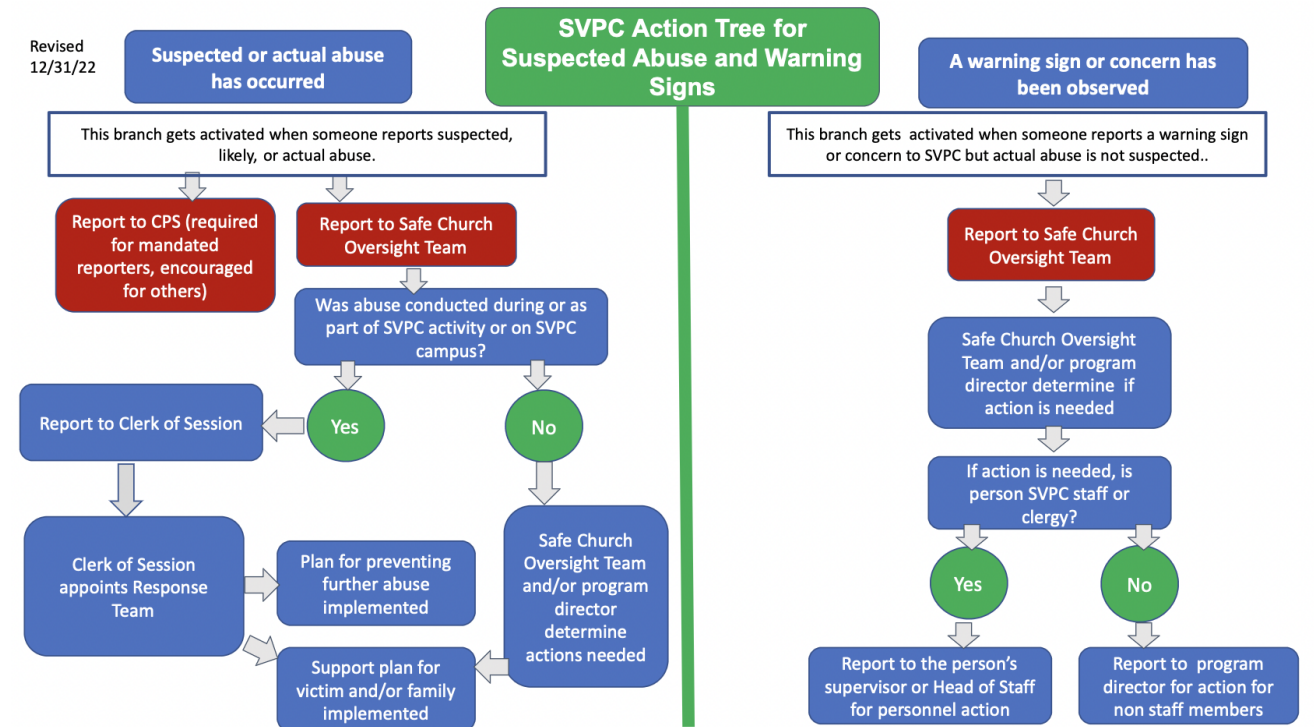 Revised
12/31/22
Suspected or actual abuse
has occurred
SVPC Action Tree for
Suspected Abuse and Warning
Signs
A warning sign or concern has
been observed
This branch gets activated when someone reports suspected,
likely, or actual abuse.
This branch gets  activated when someone reports a warning sign
or concern to SVPC but actual abuse is not suspected..
Report to CPS (required
for mandated
reporters, encouraged
for others)
Report to Safe Church
Oversight Team
Was abuse conducted during or as
part of SVPC activity or on SVPC
campus?
Yes
No
Report to Clerk of Session
Clerk of Session
appoints Response
Team
Plan for preventing
further abuse
implemented
Support plan for
victim and/or family
implemented
Safe Church
Oversight Team
and/or program
director
determine
actions needed
Report to Safe Church
Oversight Team
Safe Church Oversight
Team and/or program
director determine  if
action is needed
If action is needed, is
person SVPC staff or
clergy?
Yes
No
Report to the person's
supervisor or Head of Staff
for personnel action
Report to  program
director for action for
non staff members